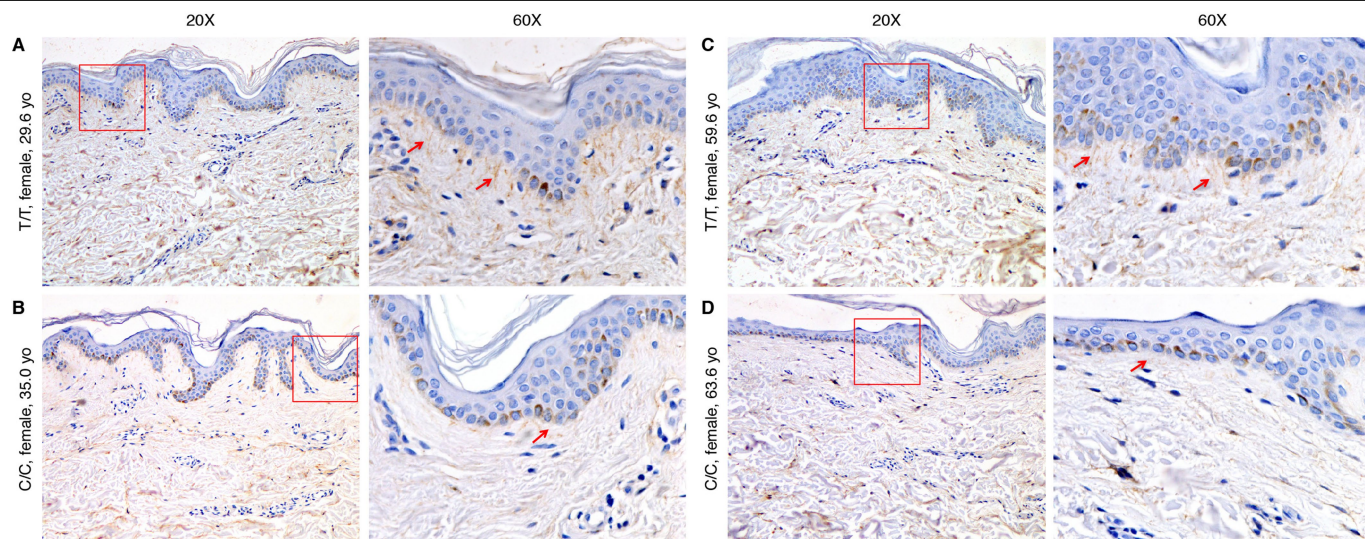 20X 60X 20X 60X
A
T/T, female, 29.6 yo
C
T/T, female, 59.6 yo
B
C/C, female, 35.0 yo
D
C/C, female, 63.6 yo